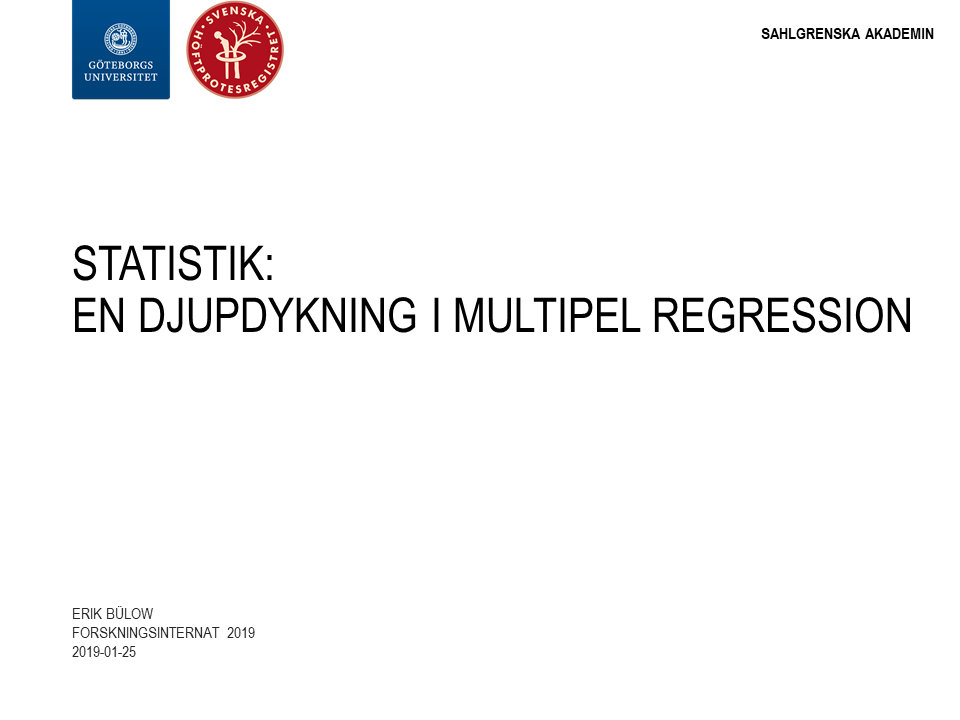 GÖTEBORGS
UNIVERSITET
SVENSKA
HÖFTPROTESREGISTRET
SAHLGRENSKA AKADEMIN
STATISTIK:
EN DJUPDYKNING I MULTIPEL REGRESSION
ERIK BÜLOW
FORSKNINGSINTERNAT 2019
2019-01-25